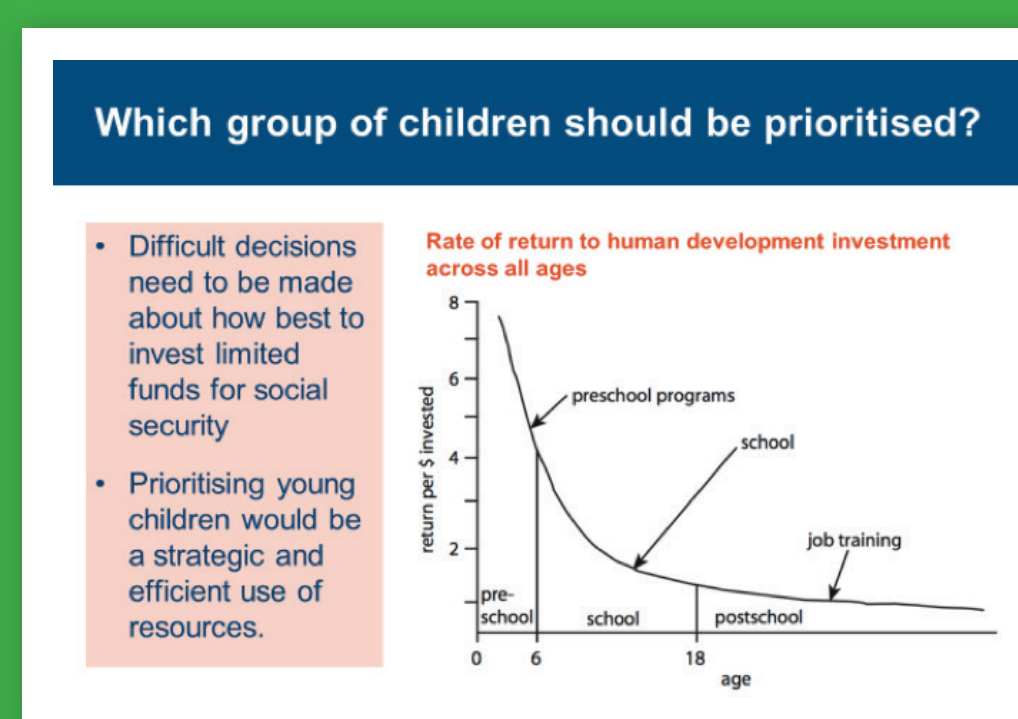 Which group of children should be prioritised?
• Difficult decisions
need to be made
about how best to
invest limited
funds for social
security
• Prioritising young
children would be
a strategic and
efficient use of
resources.
Rate of return to human development investment
across all ages
8
6
4
2
return per $ invested
preschool programs
school
job training
pre-
school
school
postschool
0
6
18
age